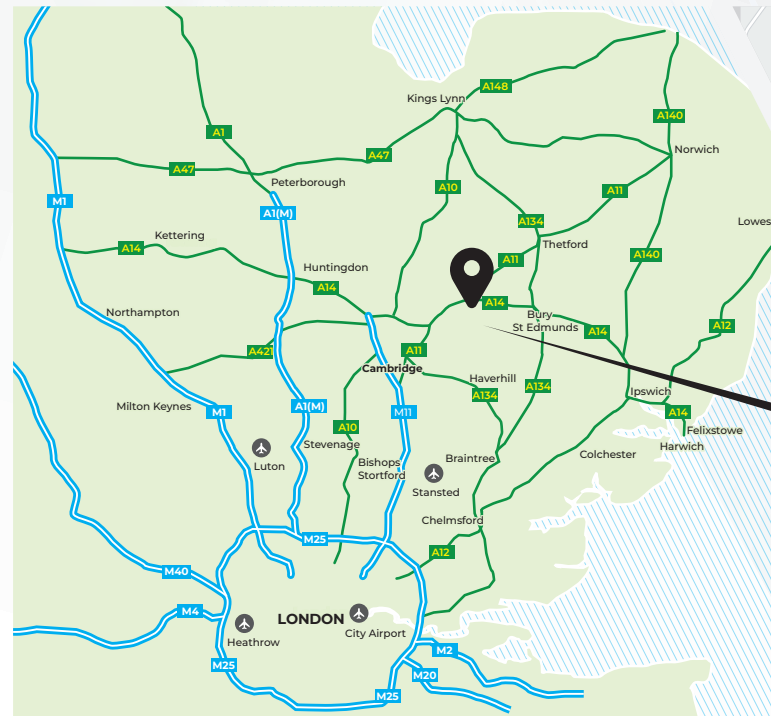 A148
Kings Lynn
A140
A1
Norwich
A47
A47
Peterborough
A10
A11
M1
A1(M)
A134
Lowes
Kettering
Thetford
A14
A140
A11
Huntingdon
A14
A14
Northampton
Bury
St Edmunds
A14
A12
A421
A11
Cambridge
Haverhill
A134
A134
Ipswich
Milton Keynes
M1
A1(M)
M11
A14
A10
Felixstowe
Stevenage
Harwich
Luton
Bishops
Stortford
Braintree
Colchester
Stansted
Chelmsford
M25
A12
M40
M4
LONDON
City Airport
Heathrow
M2
M25
M20
M25